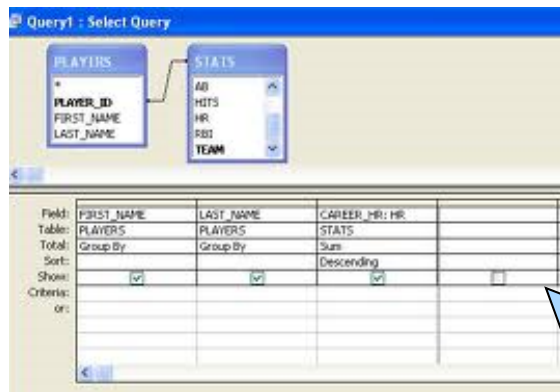 Query1 : Select Query
PLAYERS
*
PLAYER_ID
FIRST_NAME
LAST_NAME
STATS
AB
HITS
HR
RBI
TEAM
Field: FIRST_NAME LAST_NAME CAREER_HR: HR
Table: PLAYERS PLAYERS STATS
Total: Group By Group By Sum
Sort: Descending
Show:
Criteria:
or: